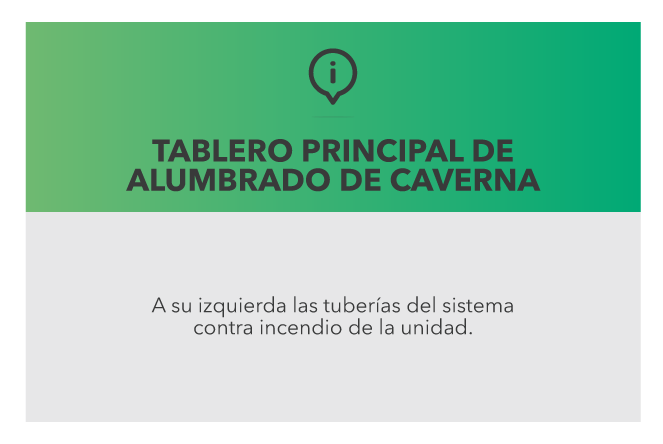 TABLERO PRINCIPAL DE
ALUMBRADO DE CAVERNA
A su izquierda las tuberías del sistema
contra incendio de la unidad.